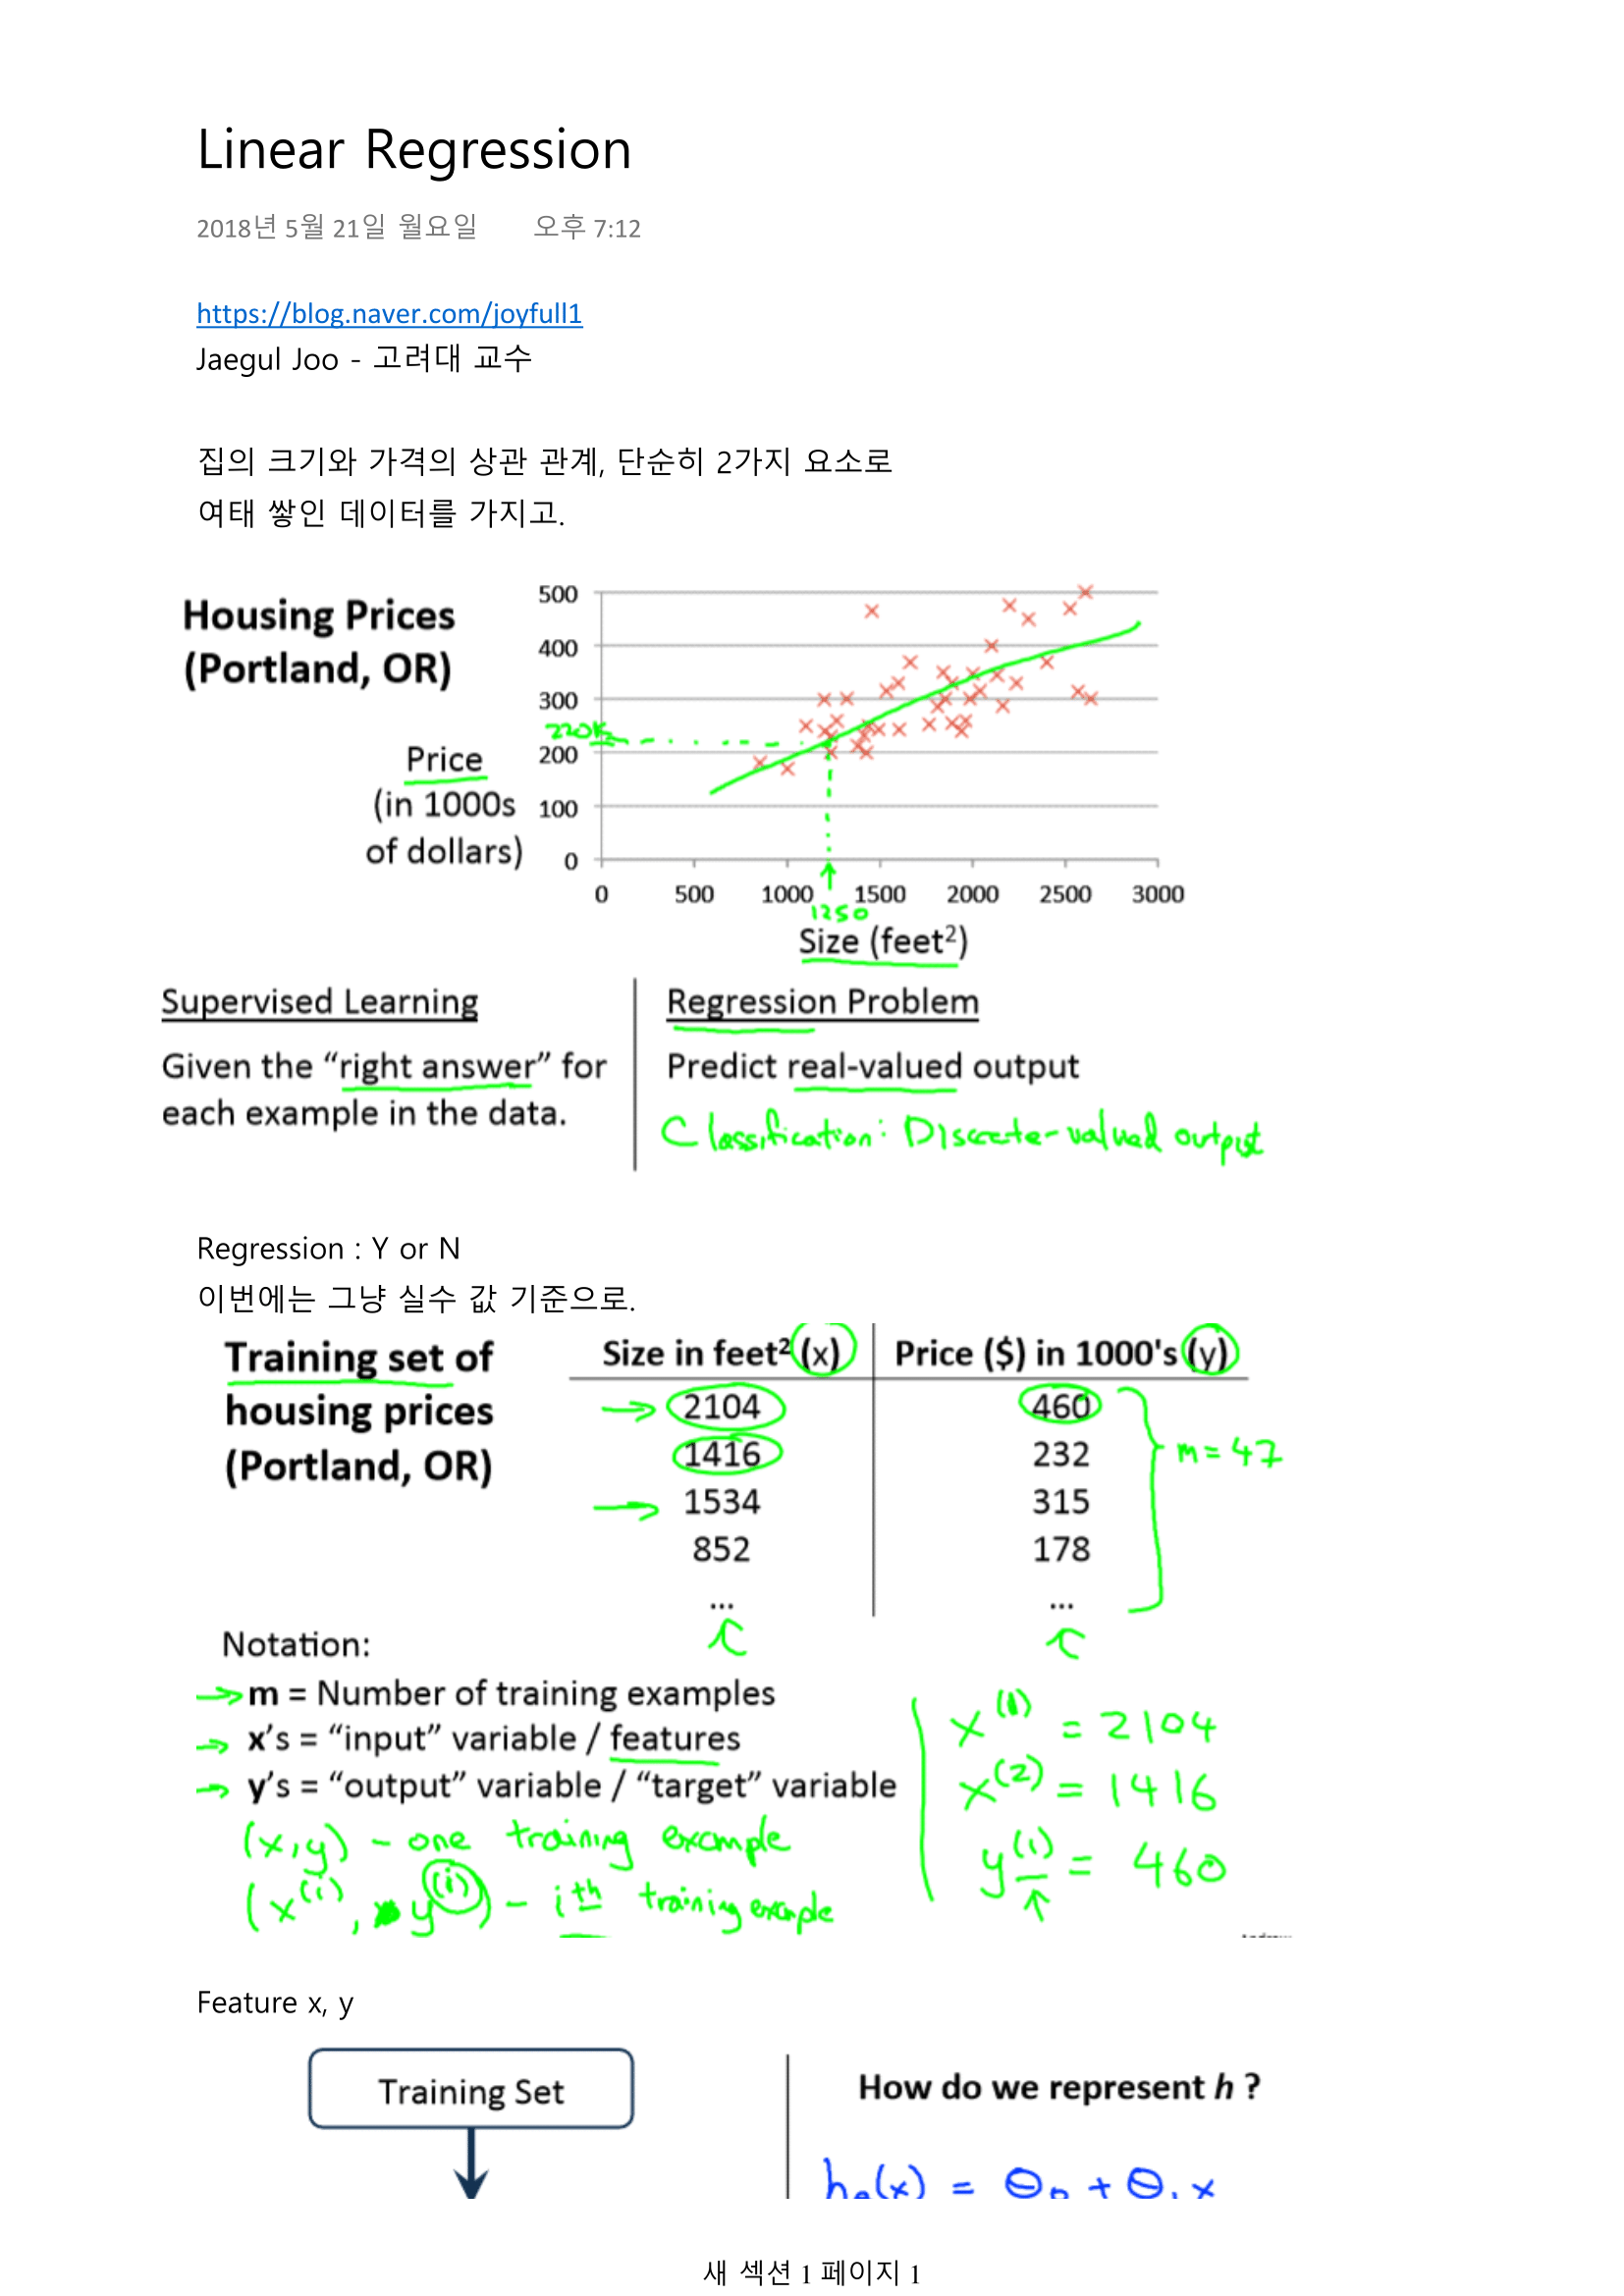 Linear Regression
2018년 5월 21일 월요일 오후 7:12
https://blog.naver.com/joyfull1
Jaegul Joo - 고려대 교수
집의 크기와 가격의 상관 관계, 단순히 2가지 요소로
여태 쌓인 데이터를 가지고.
Housing Prices
(Portland, OR)
Price
(in 1000s
of dollars)
500
400
300
220K
200
100
0
0 500 1000 1500 2000 2500 3000
1250
Size (feet²)
Supervised Learning
Given the “right answer” for
each example in the data.
Regression Problem
Predict real-valued output
Classification: Discrete-valued output
Regression : Y or N
이번에는 그냥 실수 값 기준으로.
Training set of
housing prices
(Portland, OR)
Size in feet² (x) Price ($) in 1000's (y)
2104 460
1416 232
1534 315
852 178
... ...
m = 47
Notation:
m = Number of training examples
x’s = “input” variable / features
y’s = “output” variable / “target” variable
(x,y) - one training example
(x⁽ⁱ⁾, y⁽ⁱ⁾) - ith training example
x⁽¹⁾ = 2104
x⁽²⁾ = 1416
y⁽¹⁾ = 460
Feature x, y
Training Set
How do we represent h ?
hθ(x) = θ₀ + θ₁x
새 섹션 1 페이지 1